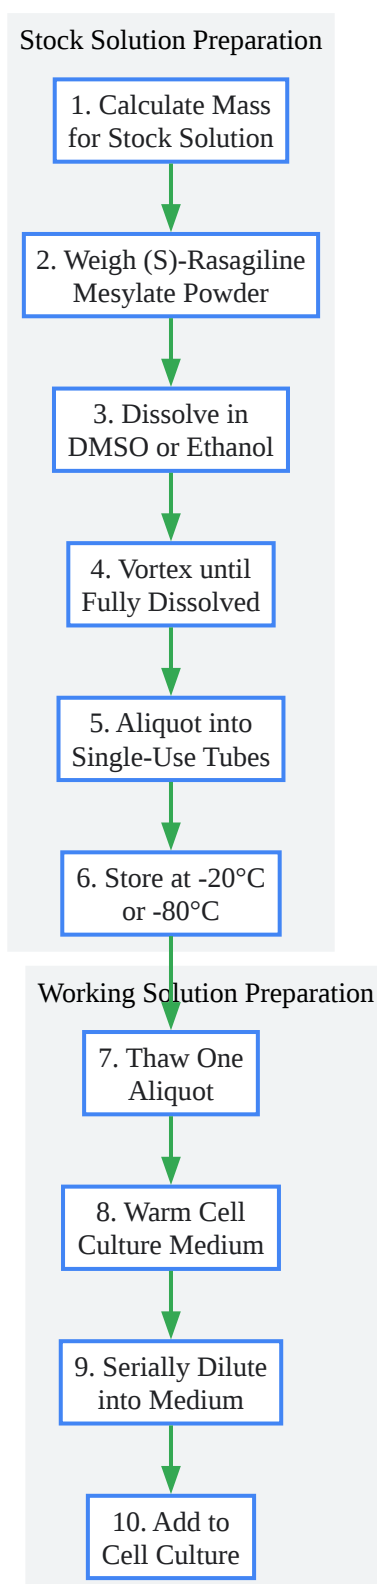 Stock Solution Preparation
1. Calculate Mass
for Stock Solution
2. Weigh (S)-Rasagiline
Mesylate Powder
3. Dissolve in
DMSO or Ethanol
4. Vortex until
Fully Dissolved
5. Aliquot into
Single-Use Tubes
6. Store at -20°C
or -80°C
Working Solution Preparation
7. Thaw One
Aliquot
8. Warm Cell
Culture Medium
9. Serially Dilute
into Medium
10. Add to
Cell Culture